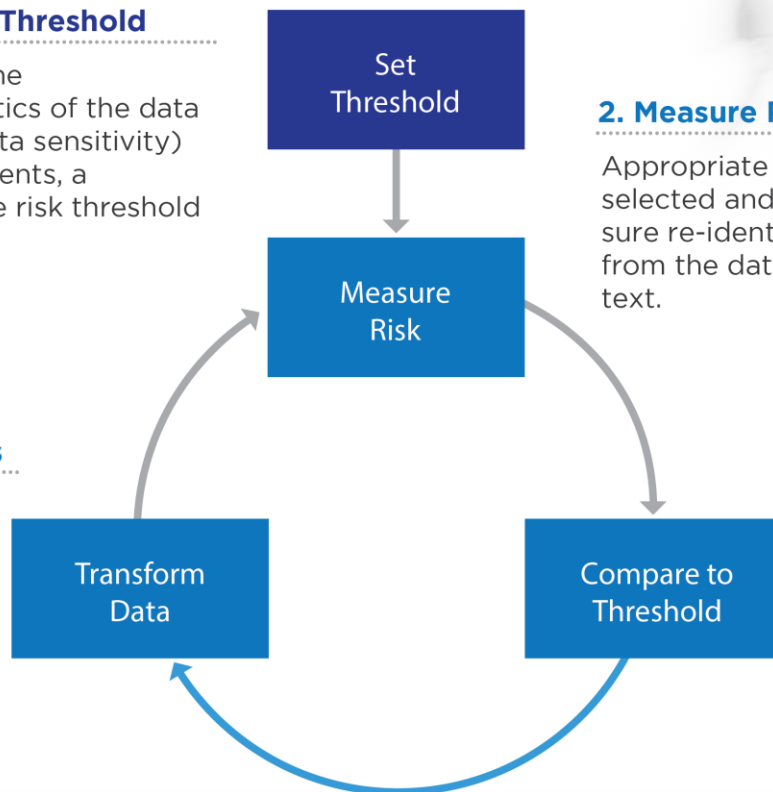 Threshold
tics of the data
ta sensitivity)
ents, a
e risk threshold
Set
Threshold
2. Measure
Appropriate
selected and
sure re-ident
from the dat
text.
Measure
Risk
Transform
Data
Compare to
Threshold